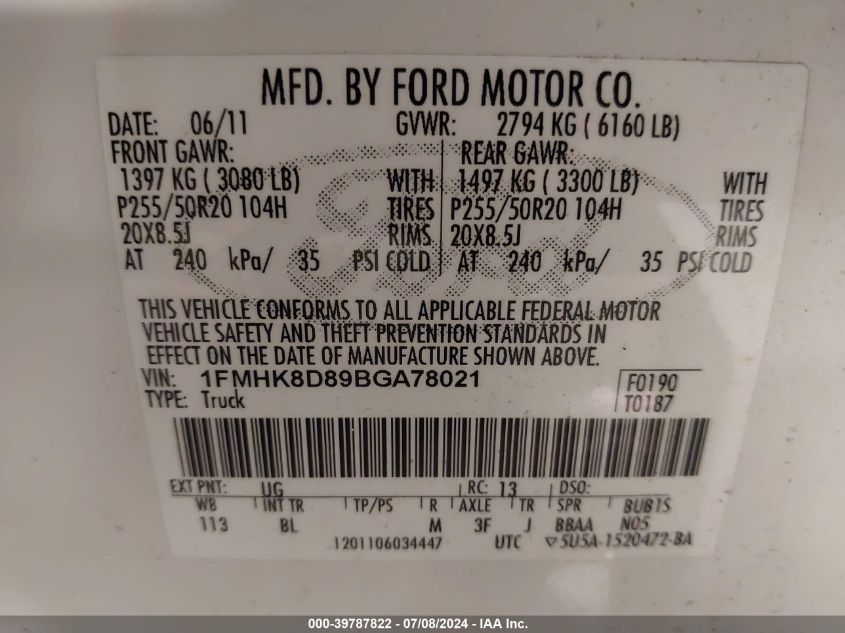 MFD. BY FORD MOTOR CO.
DATE: 06/11 GVWR: 2794 KG ( 6160 LB)
FRONT GAWR: REAR GAWR:
1397 KG ( 3080 LB) WITH 1497 KG ( 3300 LB) WITH
P255/50R20 104H TIRES P255/50R20 104H TIRES
20X8.5J RIMS 20X8.5J RIMS
AT 240 kPa/ 35 PSI COLD AT 240 kPa/ 35 PSI COLD
THIS VEHICLE CONFORMS TO ALL APPLICABLE FEDERAL MOTOR
VEHICLE SAFETY AND THEFT PREVENTION STANDARDS IN
EFFECT ON THE DATE OF MANUFACTURE SHOWN ABOVE.
VIN: 1FMHK8D89BGA78021 F0190
TYPE: Truck T0187
EXT PNT: UG RC: 13 DSO:
WB INT TR TP/PS R AXLE TR SPR BUB1S
113 BL M 3F J BBAA N05
1201106034447 UTC ▽5U5A-1520472-BA
000-39787822 - 07/08/2024 - IAA Inc.